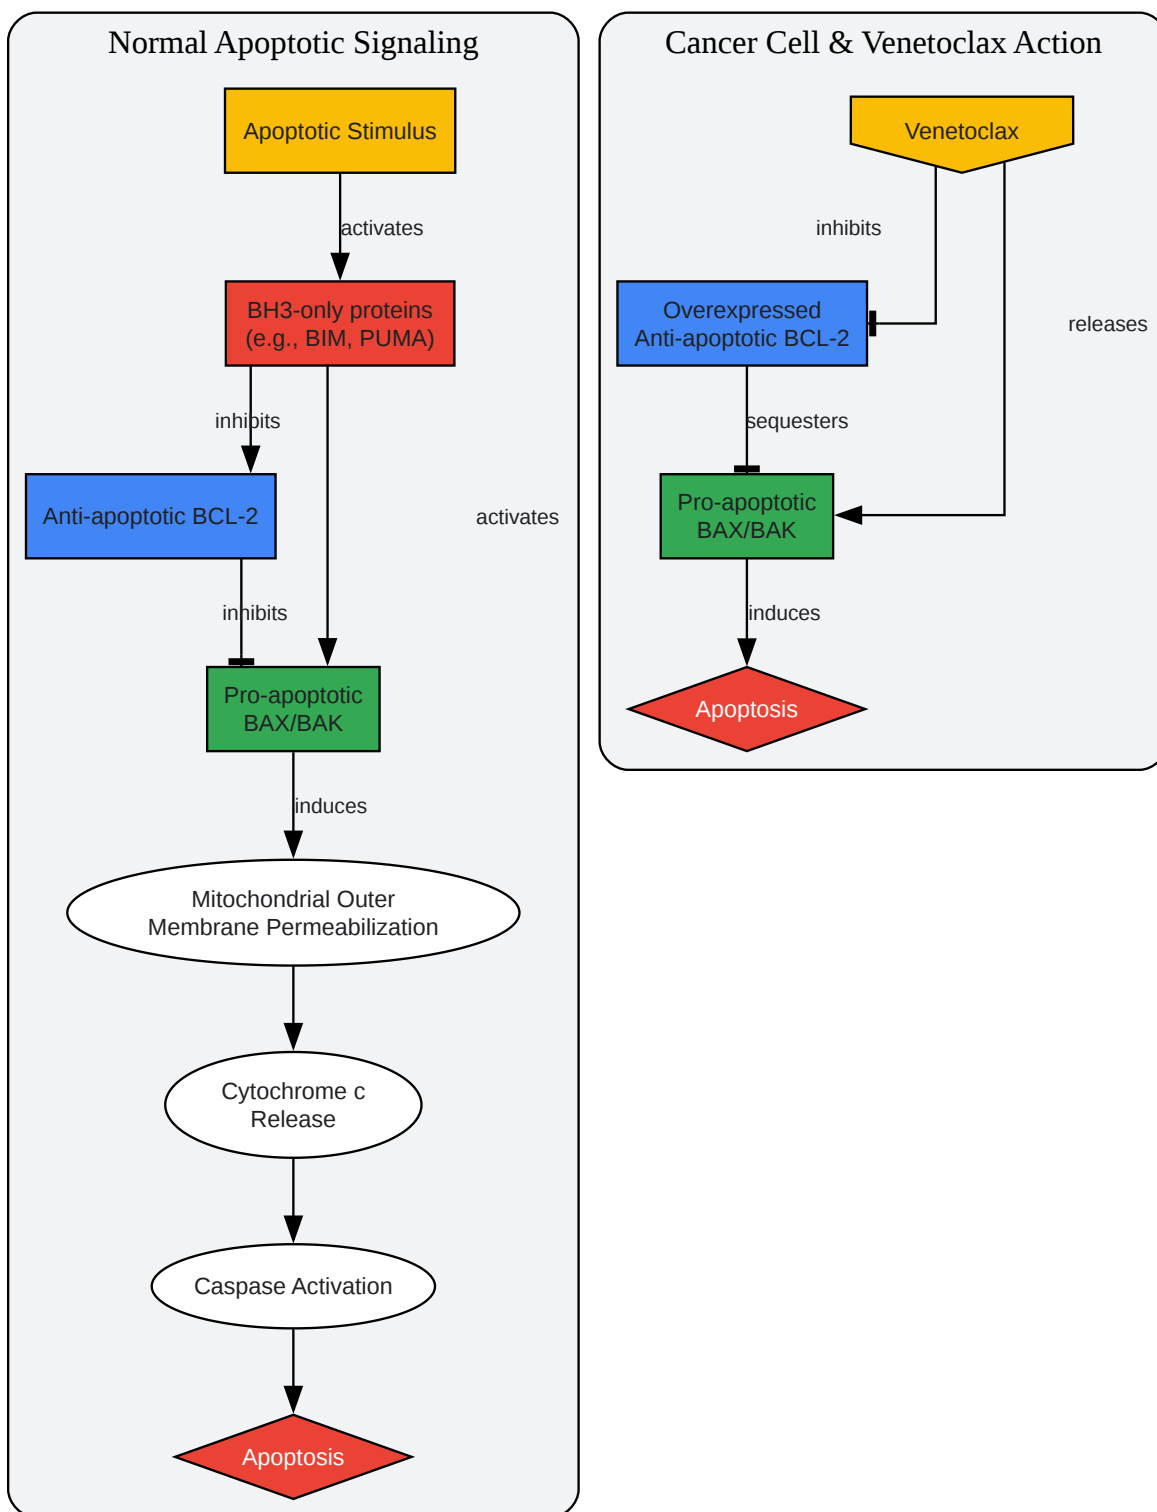 Normal Apoptotic Signaling
Apoptotic Stimulus
activates
BH3-only proteins
(e.g., BIM, PUMA)
inhibits
Anti-apoptotic BCL-2
activates
inhibits
Pro-apoptotic
BAX/BAK
induces
Mitochondrial Outer
Membrane Permeabilization
Cytochrome c
Release
Caspase Activation
Apoptosis
Cancer Cell & Venetoclax Action
Venetoclax
inhibits
Overexpressed
Anti-apoptotic BCL-2
releases
sequesters
Pro-apoptotic
BAX/BAK
induces
Apoptosis